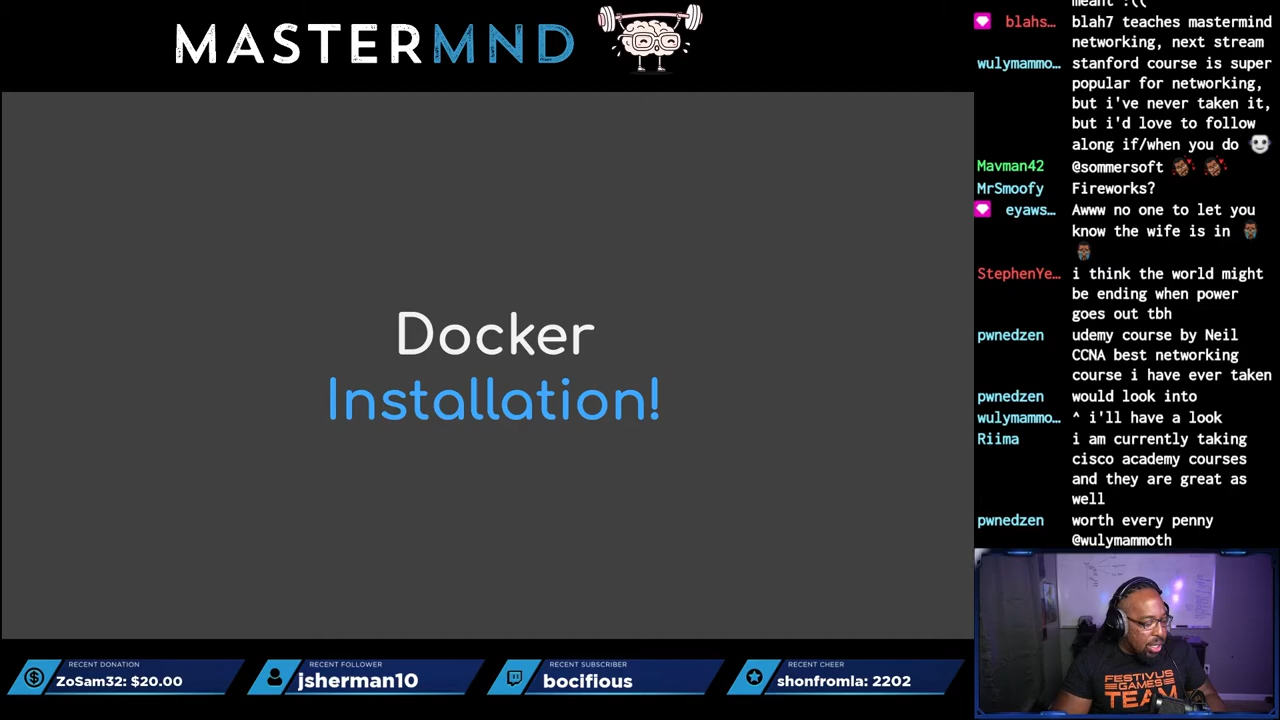 MASTERMND
Docker
Installation!
meant :((
blahs… blah7 teaches mastermind
networking, next stream
wulymammo… stanford course is super
popular for networking,
but i've never taken it,
but i'd love to follow
along if/when you do
Mavman42 @sommersoft
MrSmoofy Fireworks?
eyaws… Awww no one to let you
know the wife is in
StephenYe… i think the world might
be ending when power
goes out tbh
pwnedzen udemy course by Neil
CCNA best networking
course i have ever taken
pwnedzen would look into
wulymammo… ^ i'll have a look
Riima i am currently taking
cisco academy courses
and they are great as
well
pwnedzen worth every penny
@wulymammoth
FESTIVUS
GAMES
TEAM
RECENT DONATION
ZoSam32: $20.00
RECENT FOLLOWER
jsherman10
RECENT SUBSCRIBER
bocifious
RECENT CHEER
shonfromla: 2202